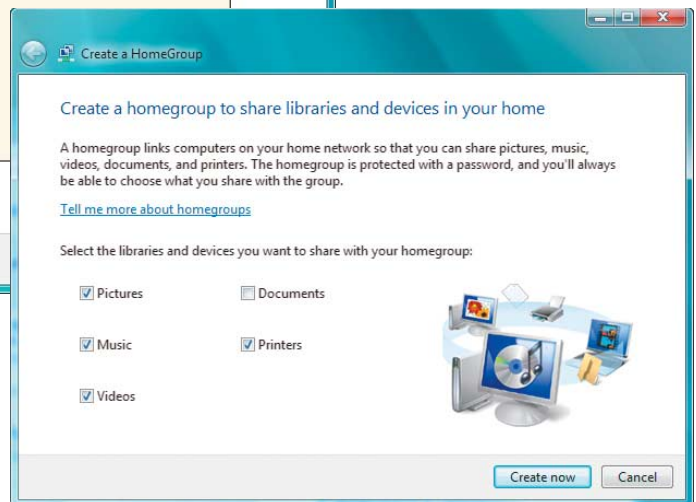 Create a HomeGroup
Create a homegroup to share libraries and devices in your home
A homegroup links computers on your home network so that you can share pictures, music,
videos, documents, and printers. The homegroup is protected with a password, and you'll always
be able to choose what you share with the group.
Tell me more about homegroups
Select the libraries and devices you want to share with your homegroup:
Pictures Documents
Music Printers
Videos
Create now Cancel